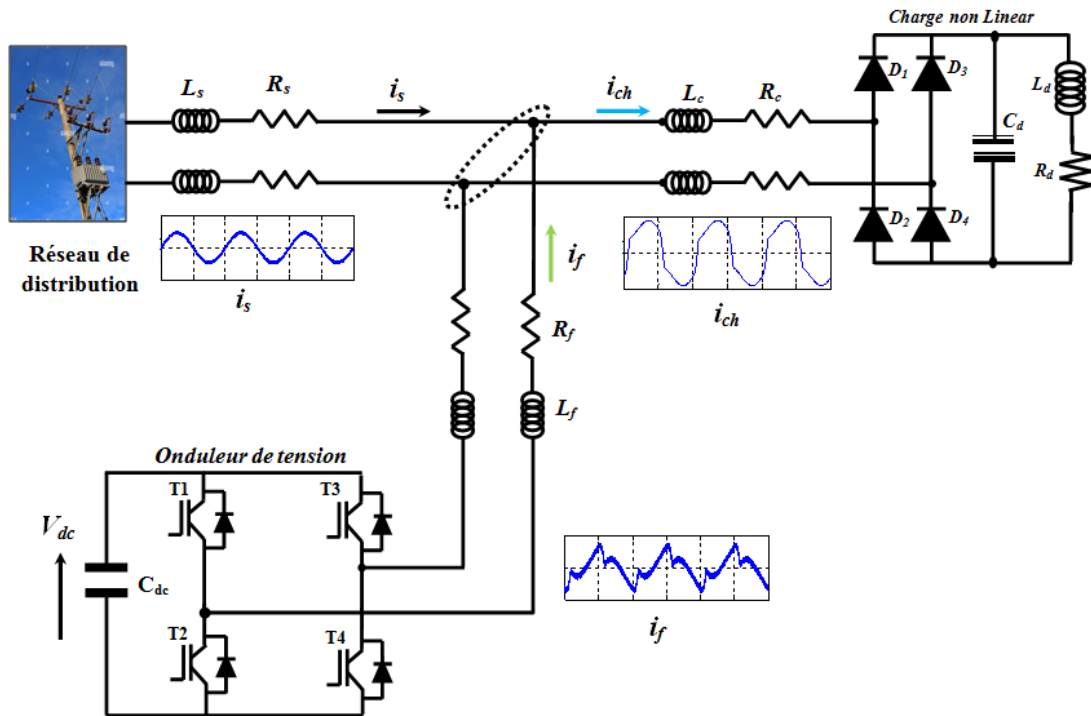 Charge non Linear
Ls
Rs
is
ich
Lc
Rc
D1
D3
Cd
Ld
Rd
D2
D4
Réseau de
distribution
is
if
ich
Rf
Lf
Onduleur de tension
T1
T3
Vdc
Cdc
T2
T4
if